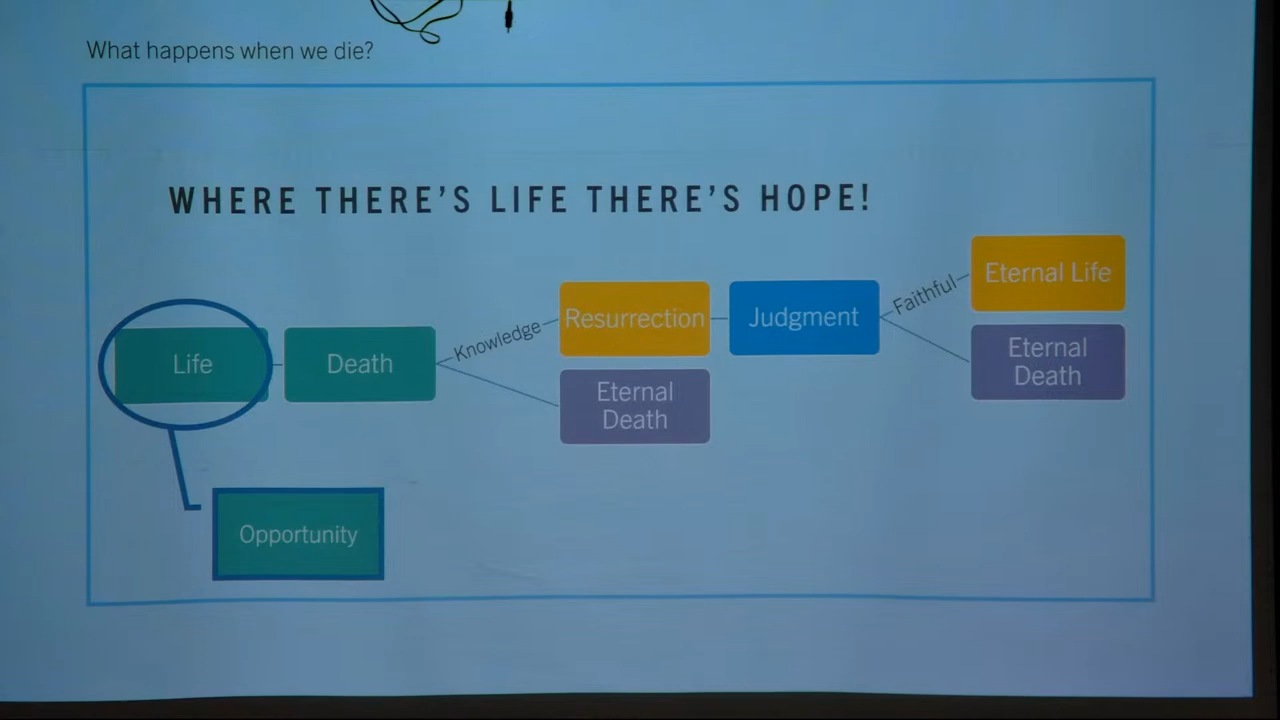 What happens when we die?
WHERE THERE'S LIFE THERE'S HOPE!
Life
Death
Knowledge
Resurrection
Eternal
Death
Judgment
Faithful
Eternal Life
Eternal
Death
Opportunity